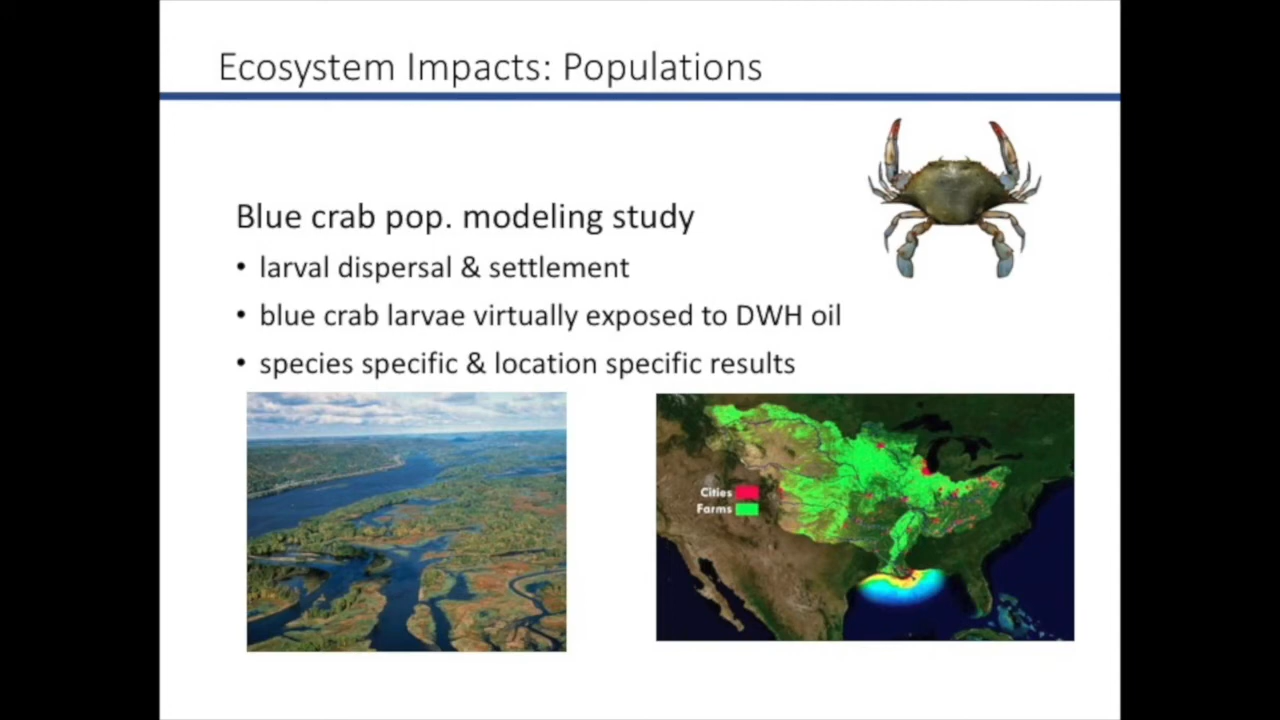 Ecosystem Impacts: Populations
Blue crab pop. modeling study
• larval dispersal & settlement
• blue crab larvae virtually exposed to DWH oil
• species specific & location specific results
Cities
Farms